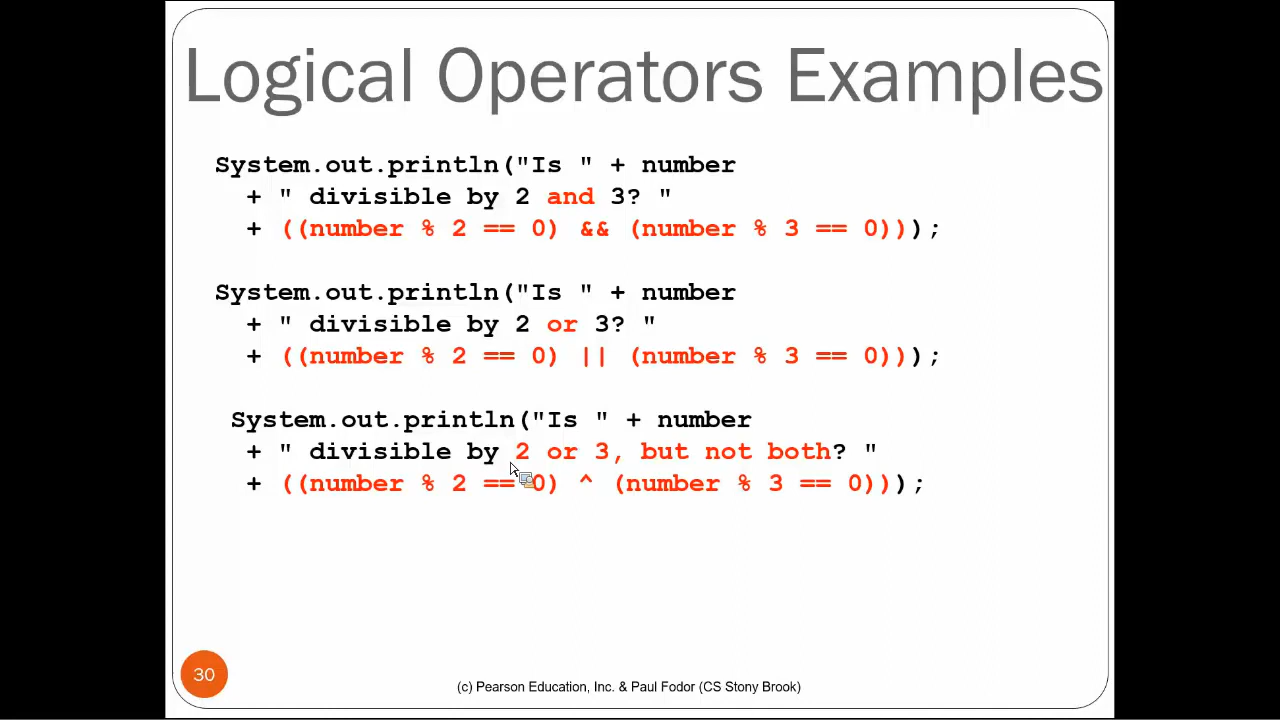 Logical Operators Examples
System.out.println("Is " + number
+ " divisible by 2 and 3? "
+ ((number % 2 == 0) && (number % 3 == 0)));
System.out.println("Is " + number
+ " divisible by 2 or 3? "
+ ((number % 2 == 0) || (number % 3 == 0)));
System.out.println("Is " + number
+ " divisible by 2 or 3, but not both? "
+ ((number % 2 == 0) ^ (number % 3 == 0)));
30
(c) Pearson Education, Inc. & Paul Fodor (CS Stony Brook)